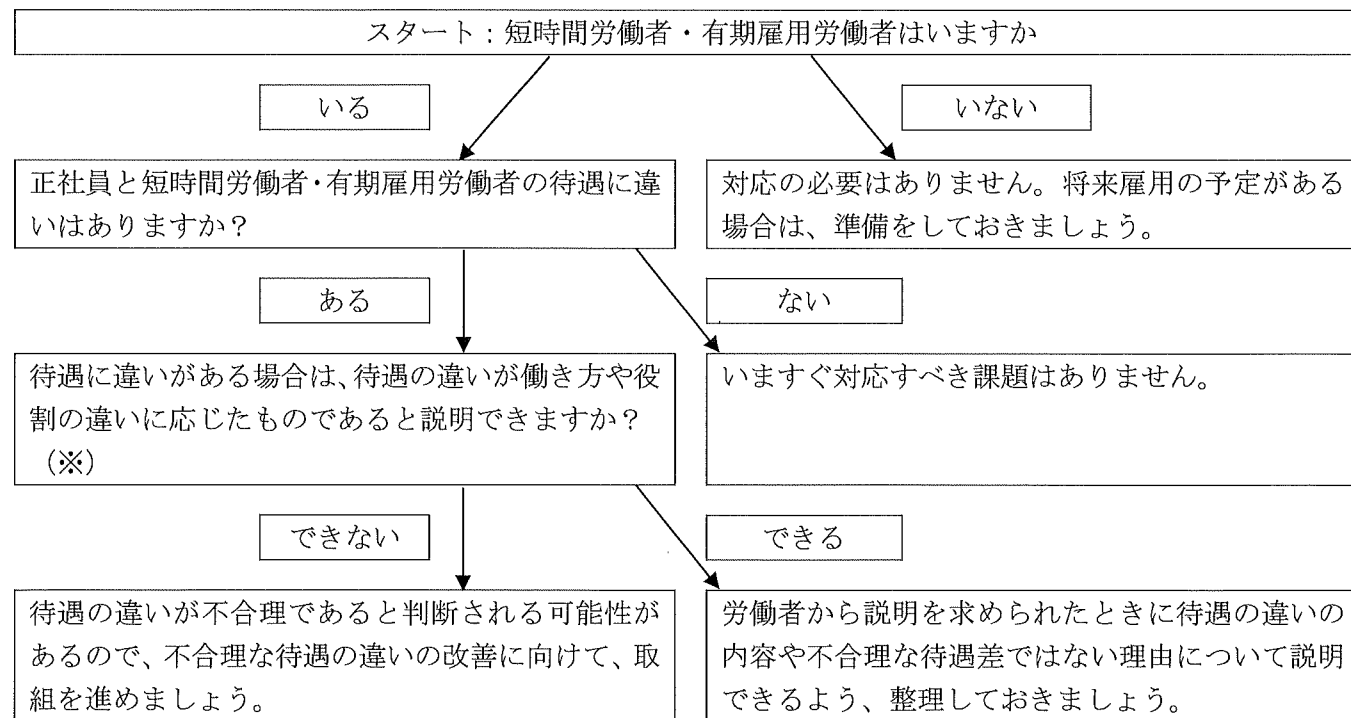 スタート：短時間労働者・有期雇用労働者はいますか
いる
いない
正社員と短時間労働者・有期雇用労働者の待遇に違
いはありますか？
対応の必要はありません。将来雇用の予定がある
場合は、準備をしておきましょう。
ある
ない
待遇に違いがある場合は、待遇の違いが働き方や役
割の違いに応じたものであると説明できますか？
（※）
いますぐ対応すべき課題はありません。
できない
できる
待遇の違いが不合理であると判断される可能性が
あるので、不合理な待遇の違いの改善に向けて、取
組を進めましょう。
労働者から説明を求められたときに待遇の違いの
内容や不合理な待遇差ではない理由について説明
できるよう、整理しておきましょう。